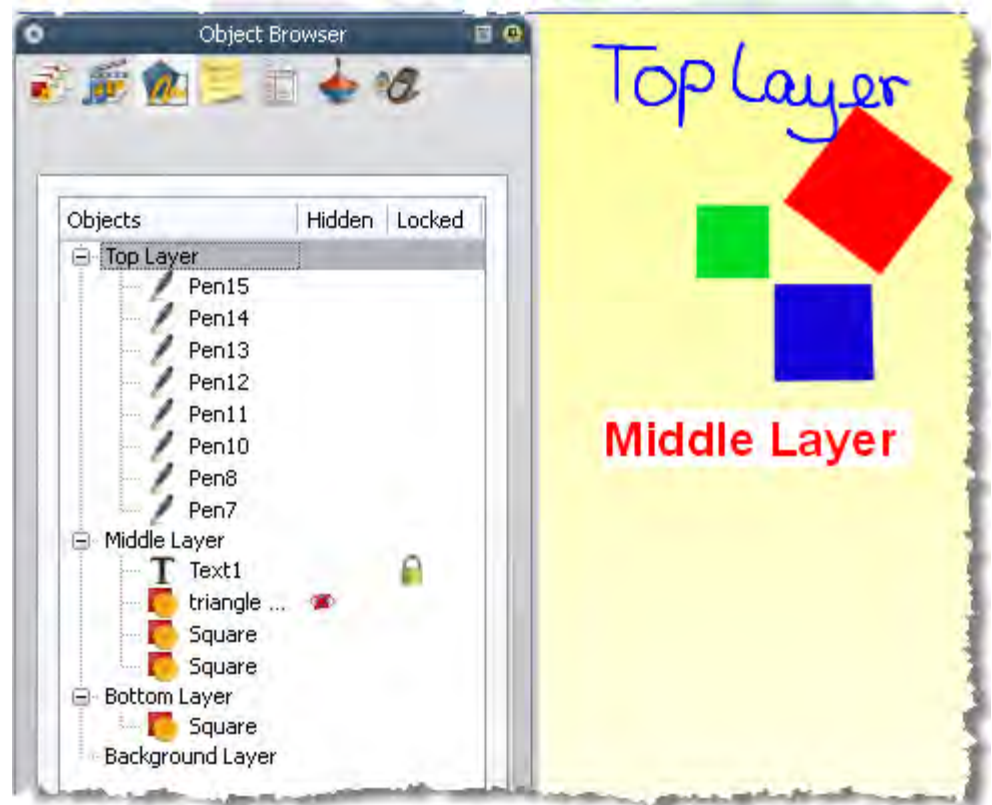 Object Browser
Objects Hidden Locked
Top Layer
Pen15
Pen14
Pen13
Pen12
Pen11
Pen10
Pen8
Pen7
Middle Layer
Text1
triangle ...
Square
Square
Bottom Layer
Square
Background Layer
Top Layer
Middle Layer